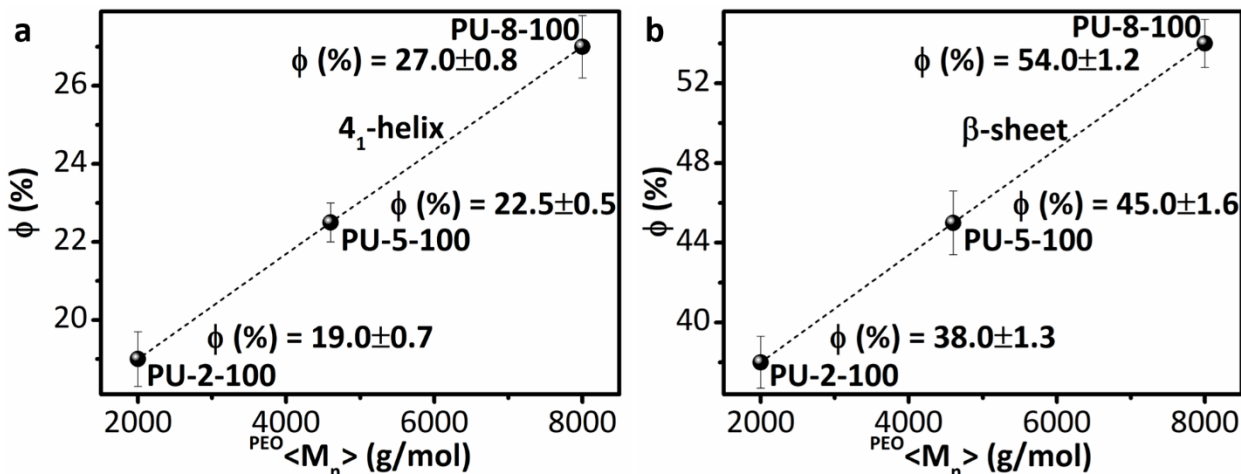 a
PU-8-100
ϕ (%) = 27.0±0.8
26
4₁-helix
24
ϕ (%)
ϕ (%) = 22.5±0.5
22
PU-5-100
20
ϕ (%) = 19.0±0.7
PU-2-100
2000 4000 6000 8000
ᴾᴱᴼ<Mₙ> (g/mol)
b
PU-8-100
ϕ (%) = 54.0±1.2
52
β-sheet
48
ϕ (%)
ϕ (%) = 45.0±1.6
44
PU-5-100
40
ϕ (%) = 38.0±1.3
PU-2-100
2000 4000 6000 8000
ᴾᴱᴼ<Mₙ> (g/mol)